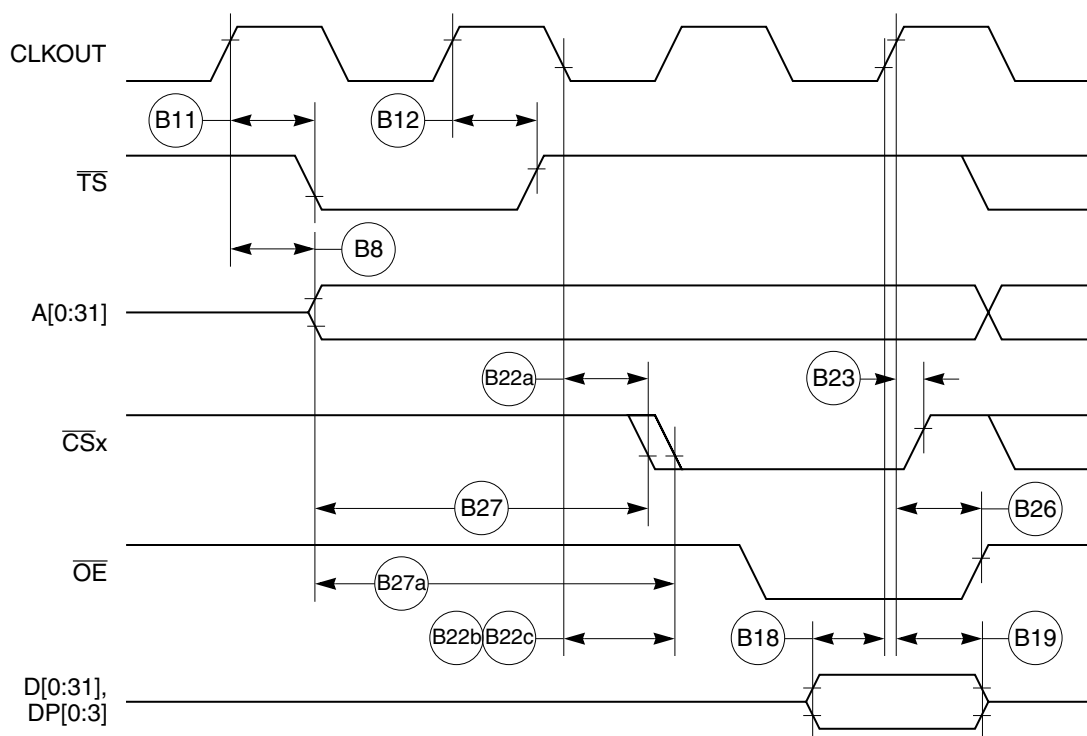 CLKOUT
B11
B12
TS
B8
A[0:31]
B22a
B23
CSx
B27
B26
OE
B27a
B22b
B22c
B18
B19
D[0:31],
DP[0:3]